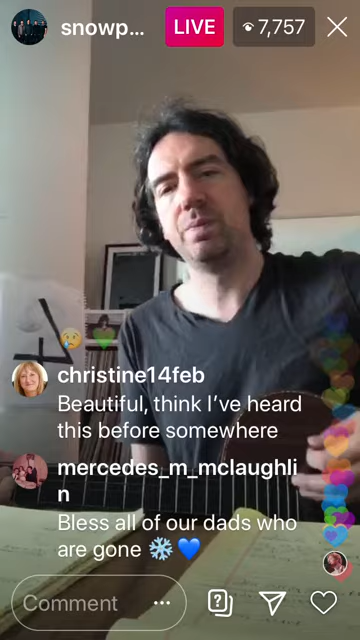 snowp...
LIVE
7,757
christine14feb
Beautiful, think I've heard
this before somewhere
mercedes_m_mclaughli
n
Bless all of our dads who
are gone ❄️💙
Comment